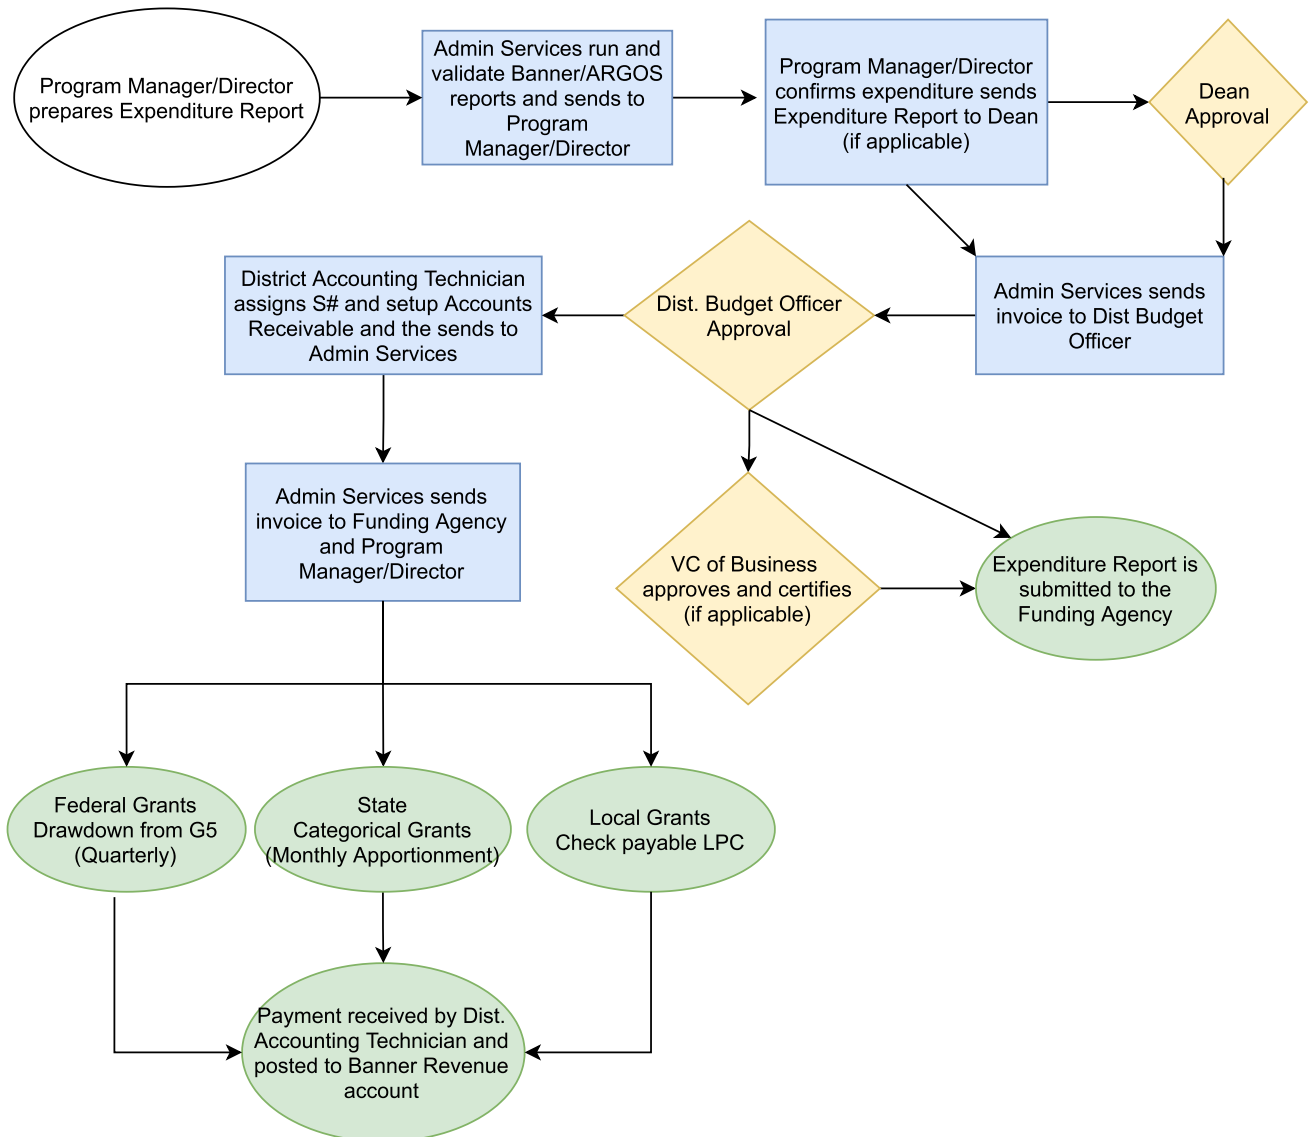 Program Manager/Director
prepares Expenditure Report
Admin Services run and
validate Banner/ARGOS
reports and sends to
Program
Manager/Director
Program Manager/Director
confirms expenditure sends
Expenditure Report to Dean
(if applicable)
Dean
Approval
District Accounting Technician
assigns S# and setup Accounts
Receivable and the sends to
Admin Services
Dist. Budget Officer
Approval
Admin Services sends
invoice to Dist Budget
Officer
Admin Services sends
invoice to Funding Agency
and Program
Manager/Director
VC of Business
approves and certifies
(if applicable)
Expenditure Report is
submitted to the
Funding Agency
Federal Grants
Drawdown from G5
(Quarterly)
State
Categorical Grants
(Monthly Apportionment)
Local Grants
Check payable LPC
Payment received by Dist.
Accounting Technician and
posted to Banner Revenue
account